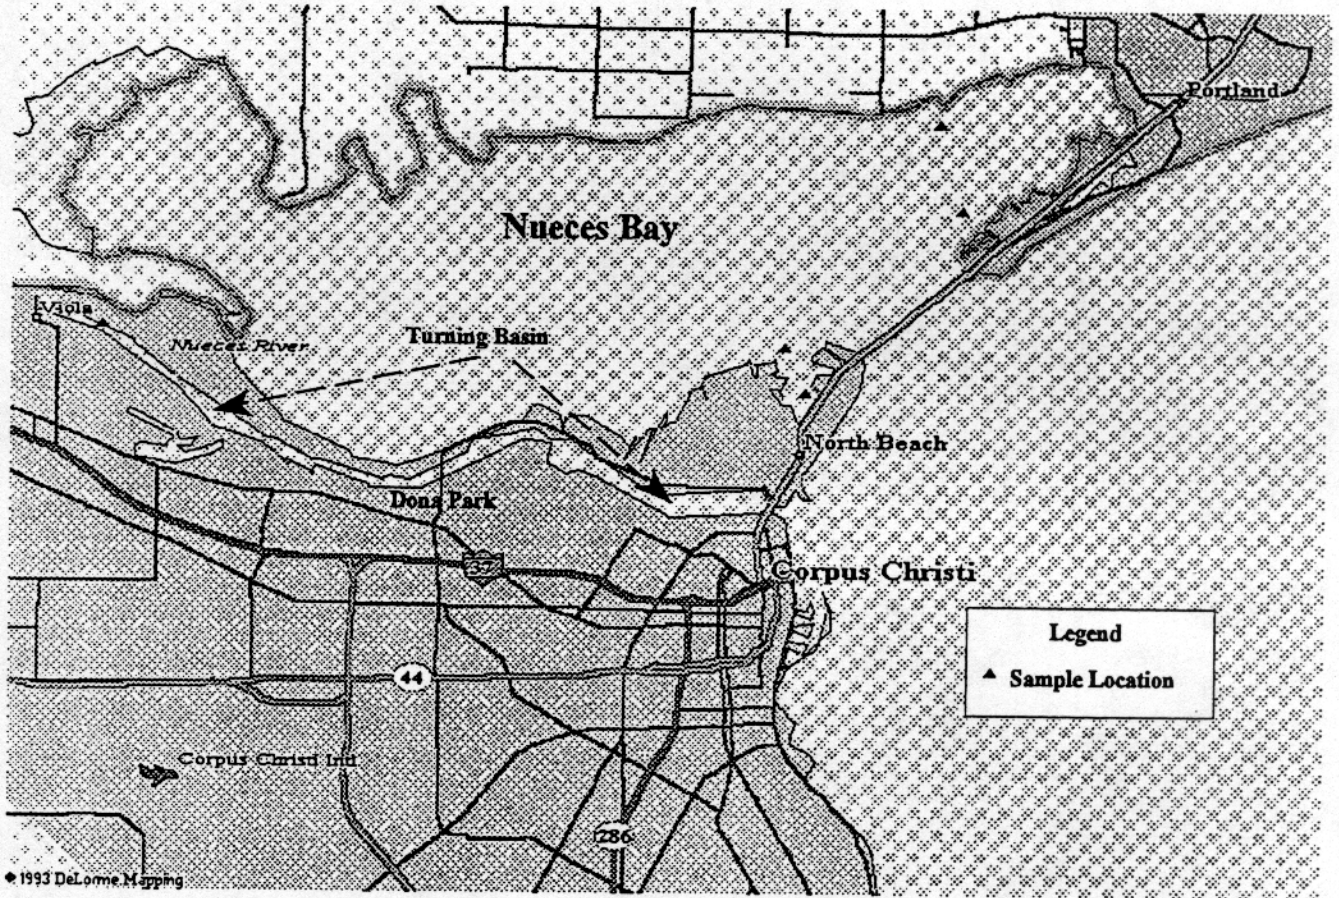 Portland
Nueces Bay
Viola
Nueces River
Turning Basin
North Beach
Dona Park
37
Corpus Christi
Legend
Sample Location
44
Corpus Christi Intl
286
1993 DeLorme Mapping